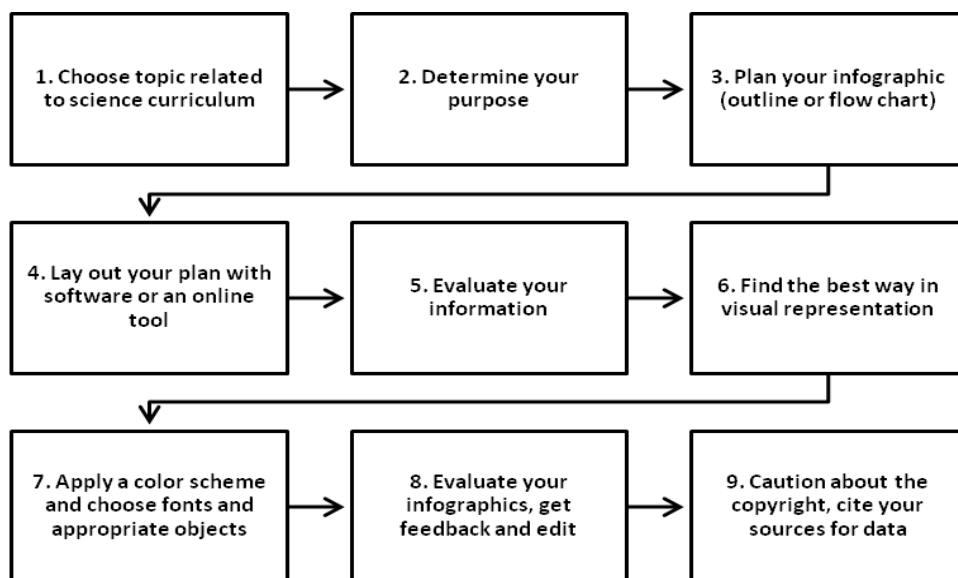 1. Choose topic related
to science curriculum
2. Determine your
purpose
3. Plan your infographic
(outline or flow chart)
4. Lay out your plan with
software or an online
tool
5. Evaluate your
information
6. Find the best way in
visual representation
7. Apply a color scheme
and choose fonts and
appropriate objects
8. Evaluate your
infographics, get
feedback and edit
9. Caution about the
copyright, cite your
sources for data